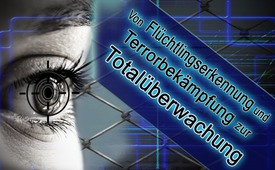 Von Flüchtlingserkennung und
Terrorbekämpfung zur
Totalüberwachung